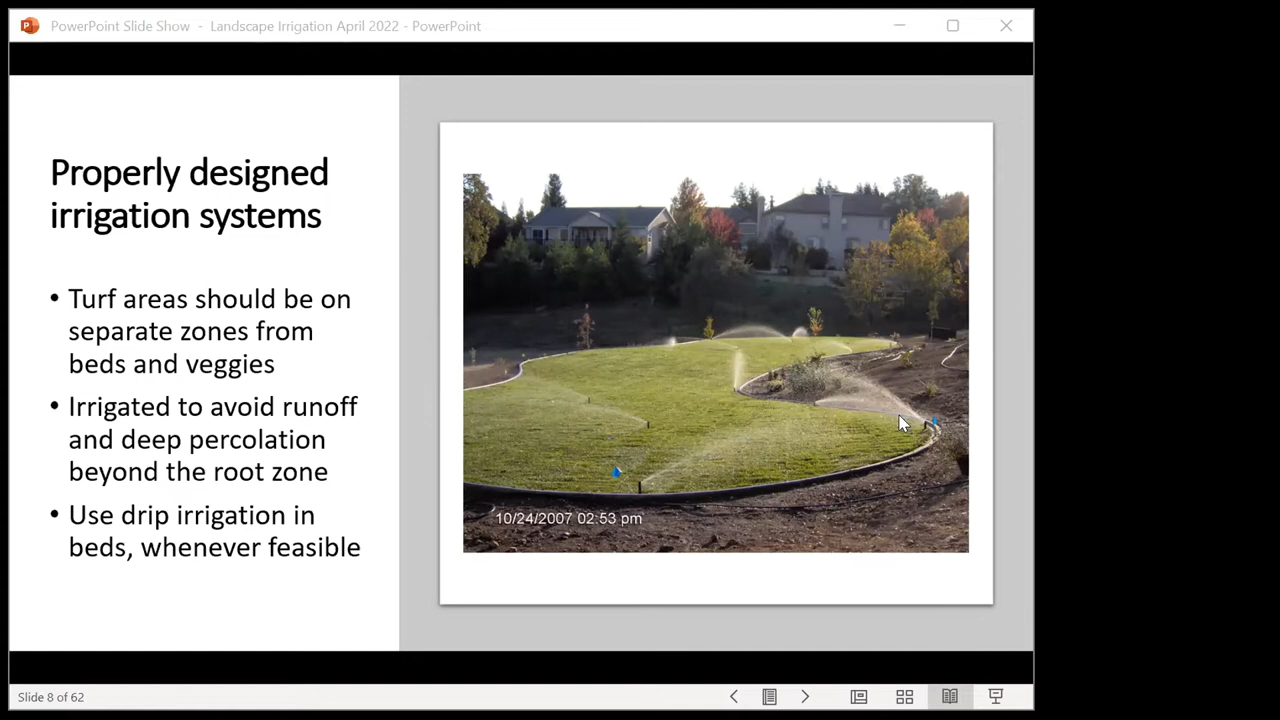 PowerPoint Slide Show - Landscape Irrigation April 2022 - PowerPoint
Properly designed
irrigation systems
• Turf areas should be on
separate zones from
beds and veggies
• Irrigated to avoid runoff
and deep percolation
beyond the root zone
• Use drip irrigation in
beds, whenever feasible
10/24/2007 02:53 pm
Slide 8 of 62